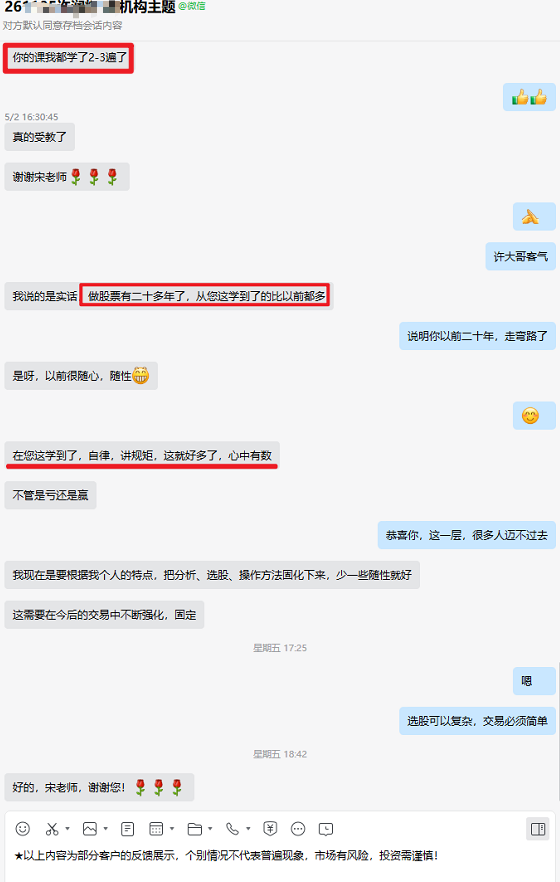 机构主题 @微信
对方默认同意存档会话内容
你的课我都学了2-3遍了
5/2 16:30:45
真的受教了
谢谢宋老师
许大哥客气
我说的是实话 做股票有二十多年了，从您这学到了的比以前都多
说明你以前二十年，走弯路了
是呀，以前很随心，随性
在您这学到了，自律，讲规矩，这就好多了，心中有数
不管是亏还是赢
恭喜你，这一层，很多人迈不过去
我现在是要根据我个人的特点，把分析、选股、操作方法固化下来，少一些随性就好
这需要在今后的交易中不断强化，固定
星期五 17:25
嗯
选股可以复杂，交易必须简单
星期五 18:42
好的，宋老师，谢谢您！
★以上内容为部分客户的反馈展示，个别情况不代表普遍现象，市场有风险，投资需谨慎！